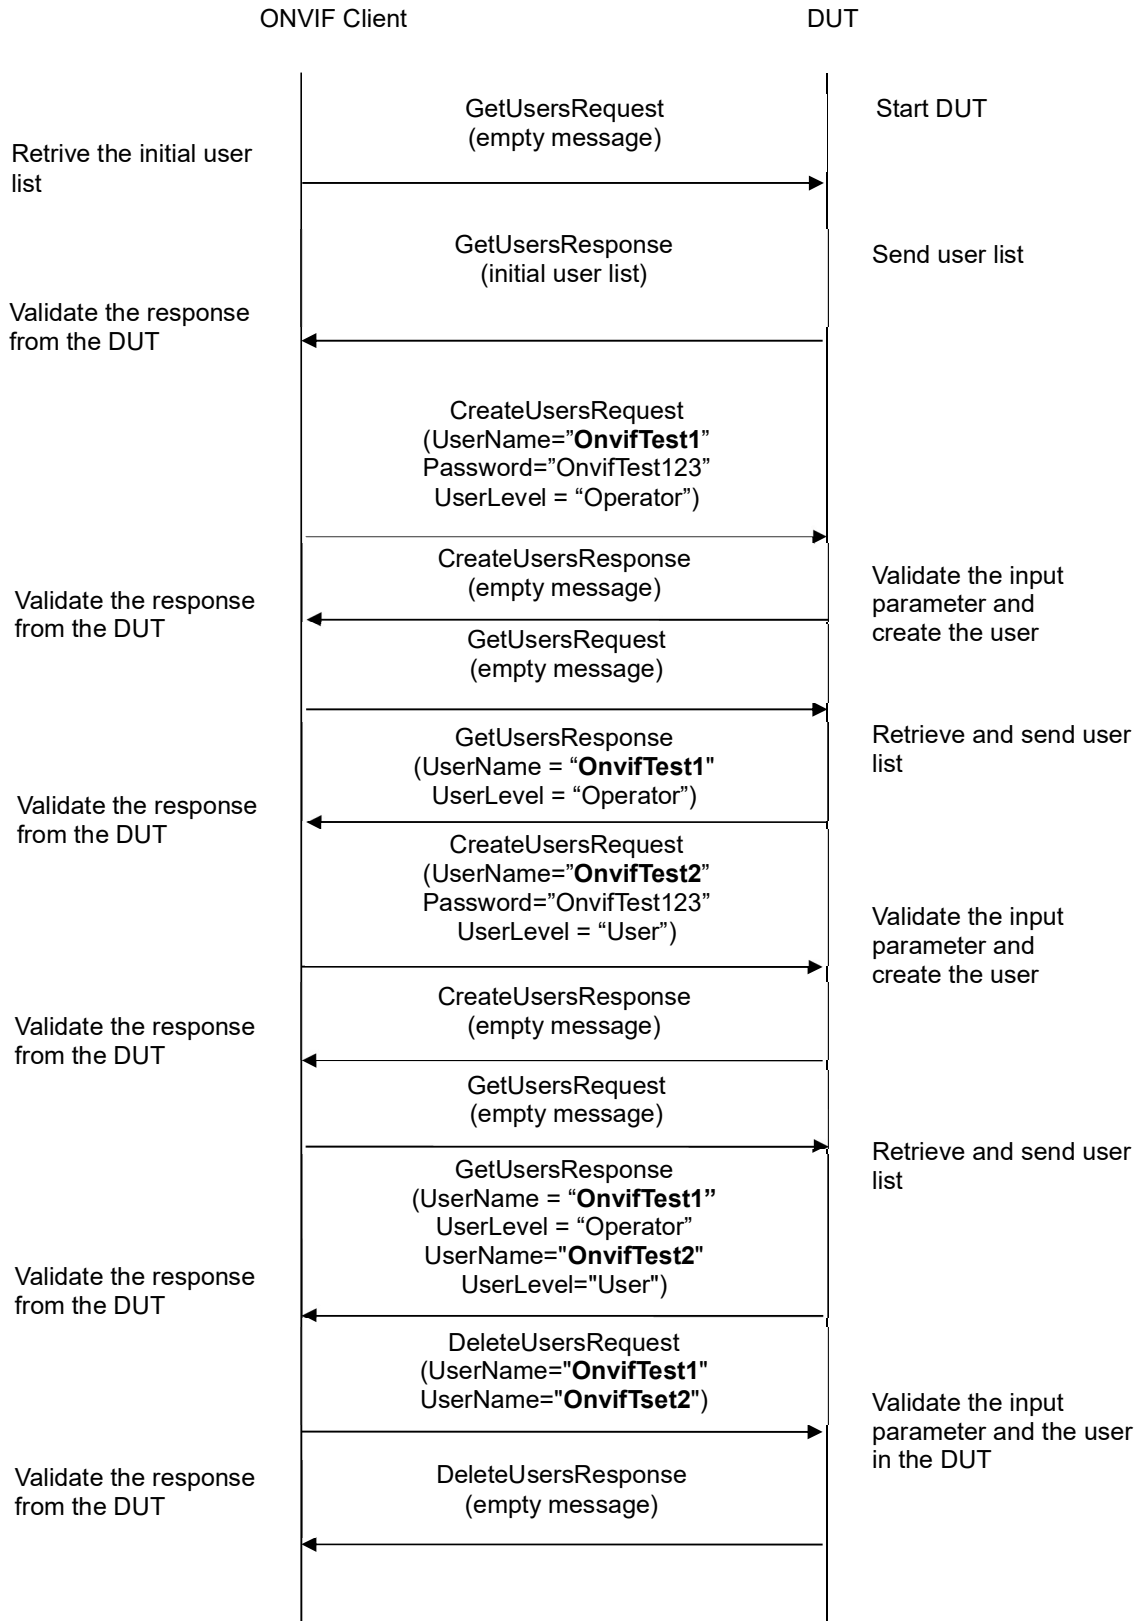 ONVIF Client
DUT
GetUsersRequest
(empty message)
Start DUT
Retrive the initial user
list
GetUsersResponse
(initial user list)
Send user list
Validate the response
from the DUT
CreateUsersRequest
(UserName=”OnvifTest1”
Password=”OnvifTest123”
UserLevel = “Operator”)
CreateUsersResponse
(empty message)
Validate the input
parameter and
create the user
Validate the response
from the DUT
GetUsersRequest
(empty message)
Retrieve and send user
list
GetUsersResponse
(UserName = “OnvifTest1"
UserLevel = “Operator”)
Validate the response
from the DUT
CreateUsersRequest
(UserName=”OnvifTest2”
Password=”OnvifTest123”
UserLevel = “User”)
Validate the input
parameter and
create the user
CreateUsersResponse
(empty message)
Validate the response
from the DUT
GetUsersRequest
(empty message)
Retrieve and send user
list
GetUsersResponse
(UserName = “OnvifTest1”
UserLevel = “Operator”
UserName="OnvifTest2"
UserLevel="User")
Validate the response
from the DUT
DeleteUsersRequest
(UserName="OnvifTest1"
UserName="OnvifTset2")
Validate the input
parameter and the user
in the DUT
Validate the response
from the DUT
DeleteUsersResponse
(empty message)